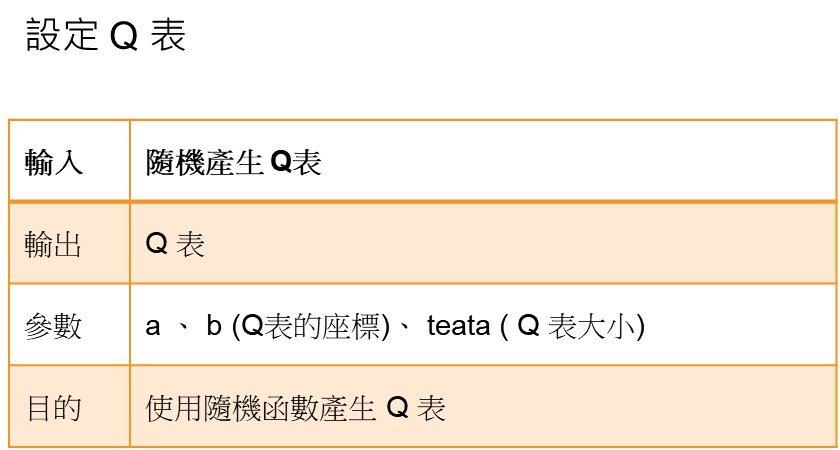 設定 Q 表
輸入 隨機產生 Q表
輸出 Q 表
參數 a 、 b (Q表的座標)、 teata ( Q 表大小)
目的 使用隨機函數產生 Q 表